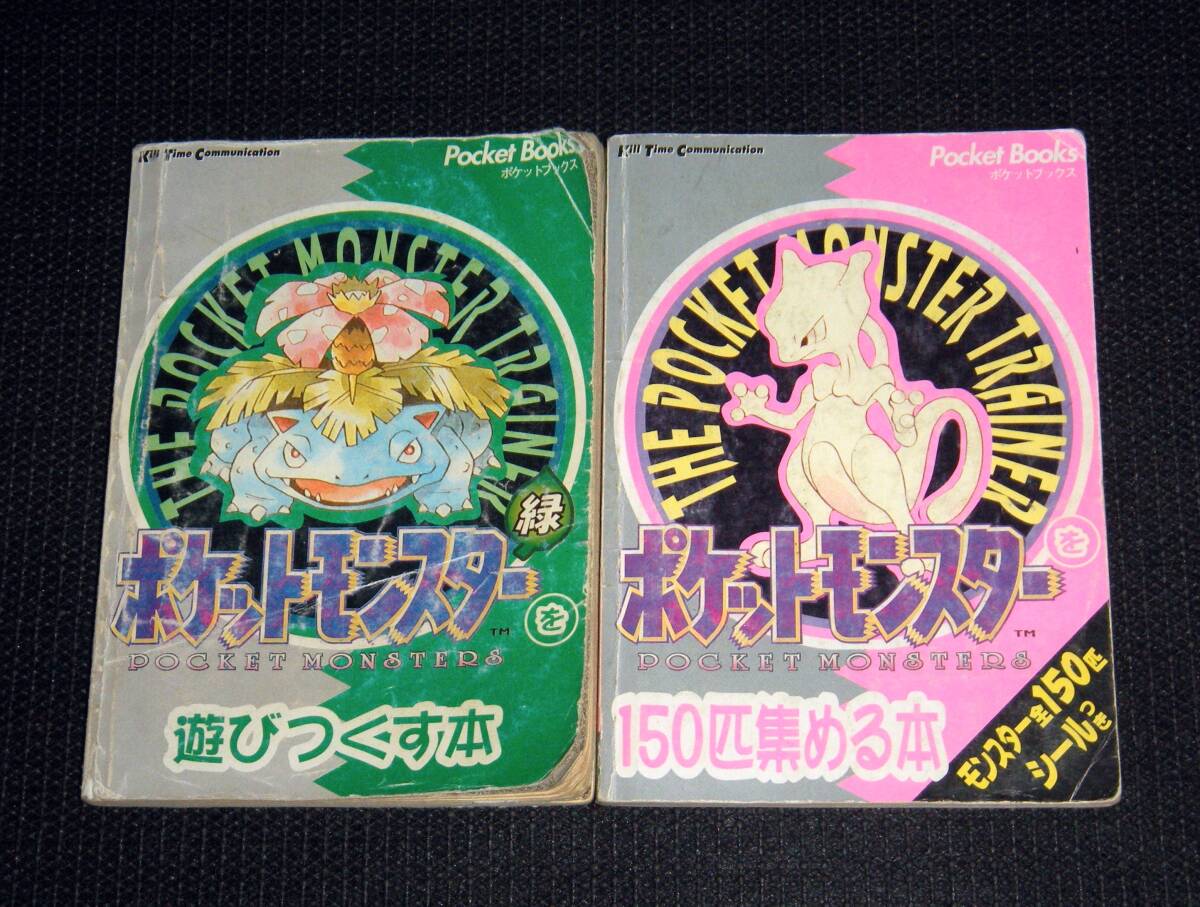 Kill Time Communication
Pocket Books
ポケットブックス
THE POCKET MONSTER TRAINER
緑
ポケットモンスターを
TM
POCKET MONSTERS
遊びつくす本
Kill Time Communication
Pocket Books
ポケットブックス
THE POCKET MONSTER TRAINER
ポケットモンスターを
TM
POCKET MONSTERS
150匹集める本
モンスター全150匹
シールつき